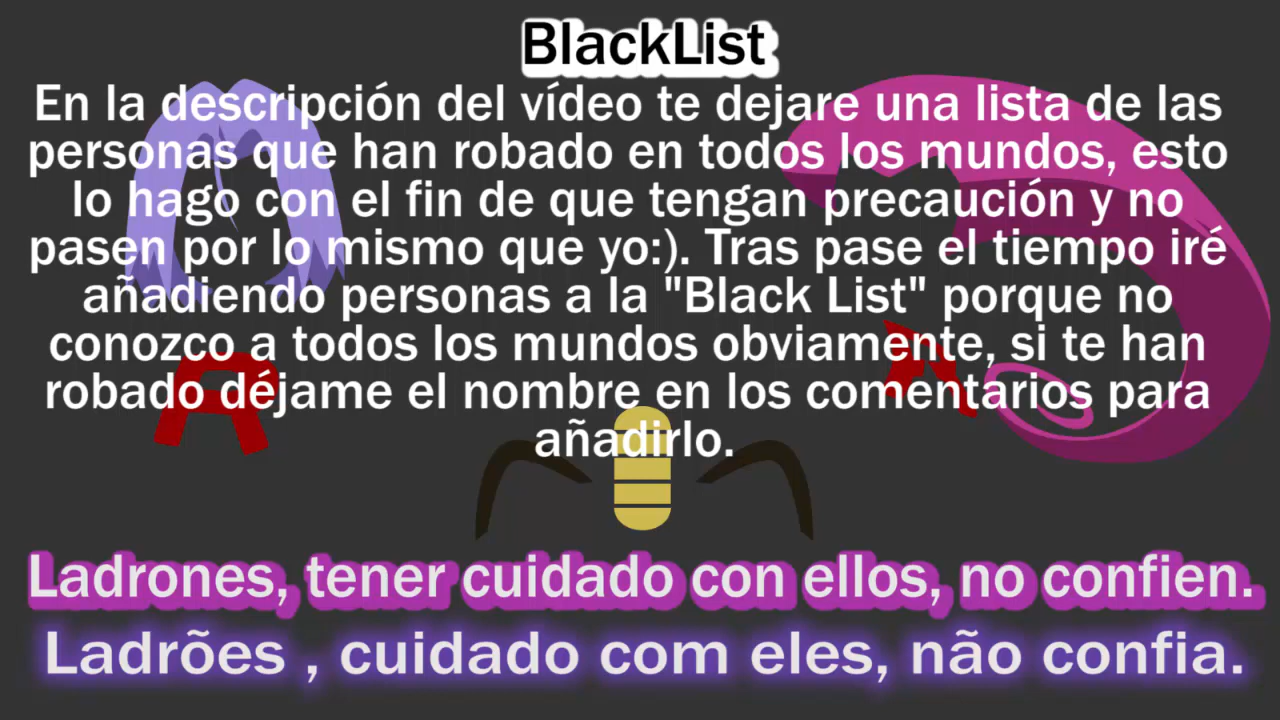 BlackList
En la descripción del vídeo te dejare una lista de las
personas que han robado en todos los mundos, esto
lo hago con el fin de que tengan precaución y no
pasen por lo mismo que yo:). Tras pase el tiempo iré
añadiendo personas a la "Black List" porque no
conozco a todos los mundos obviamente, si te han
robado déjame el nombre en los comentarios para
añadirlo.
Ladrones, tener cuidado con ellos, no confien.
Ladrões , cuidado com eles, não confia.